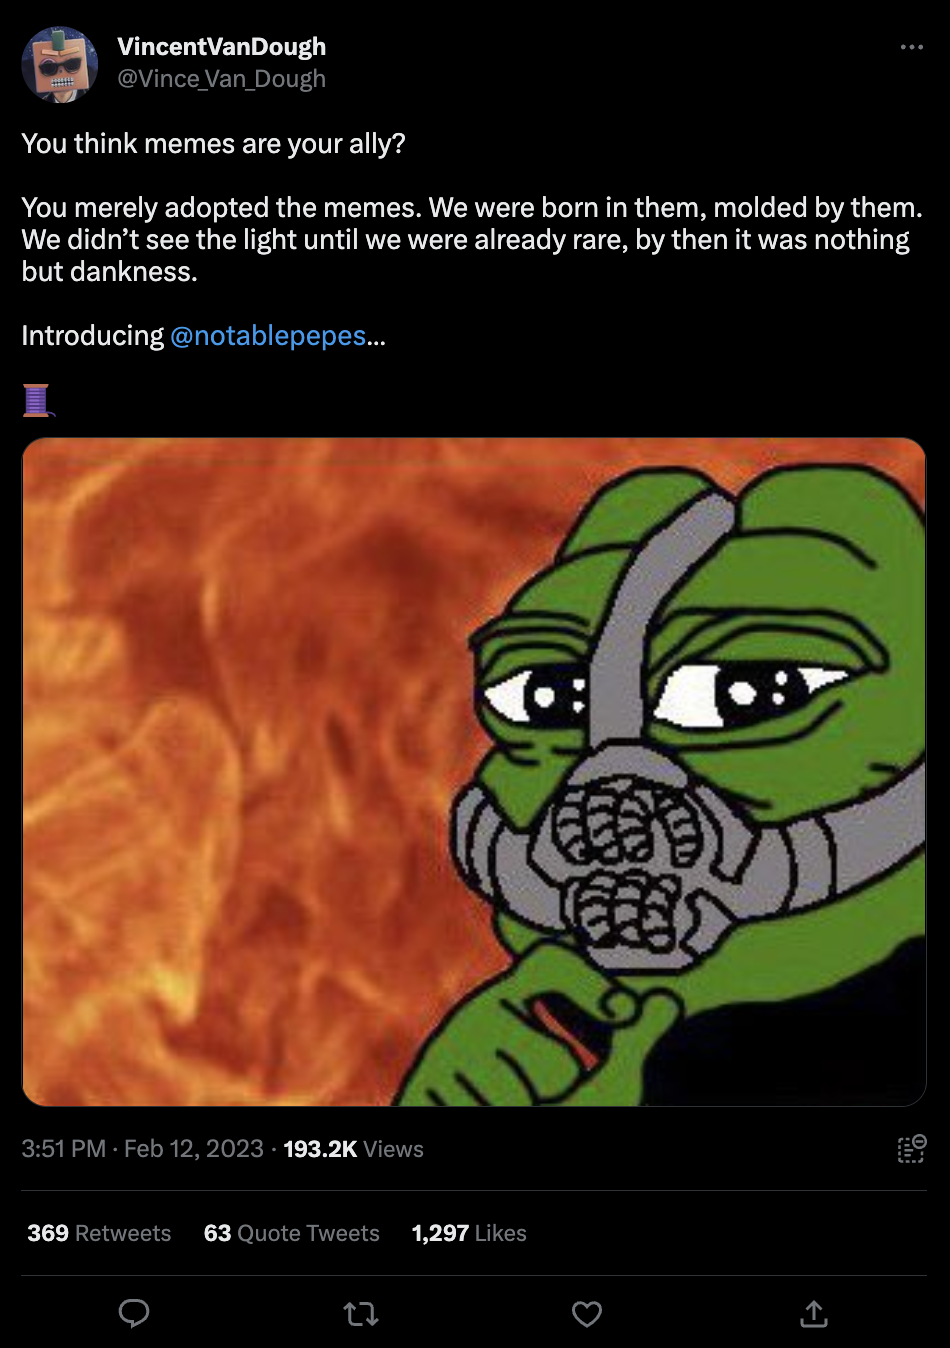 VincentVanDough
@Vince_Van_Dough
You think memes are your ally?
You merely adopted the memes. We were born in them, molded by them.
We didn’t see the light until we were already rare, by then it was nothing
but dankness.
Introducing @notablepepes...
3:51 PM · Feb 12, 2023 · 193.2K Views
369 Retweets 63 Quote Tweets 1,297 Likes